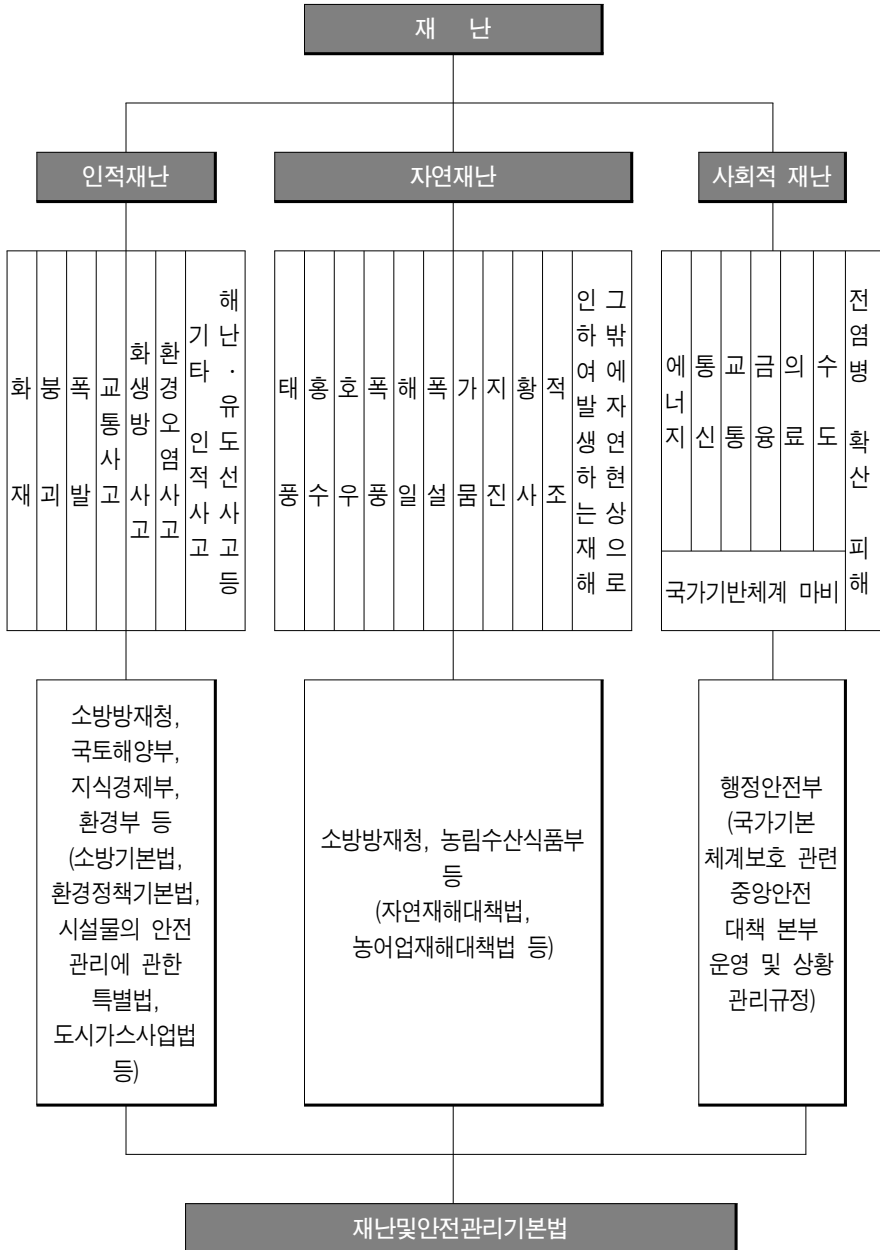 재 난
인적재난
자연재난
사회적 재난
화재
붕괴
폭발
교통사고
화생방 사고
환경오염사고
기타 인적사고
해난·유도선사고등
태풍
홍수
호우
폭풍
해일
폭설
가뭄
지진
황사
적조
인하여발생하는재해
그밖에자연현상으로
에너지
통신
교통
금융
의료
수도
국가기반체계 마비
전염병 확산 피해
소방방재청,
국토해양부,
지식경제부,
환경부 등
(소방기본법,
환경정책기본법,
시설물의 안전
관리에 관한
특별법,
도시가스사업법
등)
소방방재청, 농림수산식품부
등
(자연재해대책법,
농어업재해대책법 등)
행정안전부
(국가기본
체계보호 관련
중앙안전
대책 본부
운영 및 상황
관리규정)
재난및안전관리기본법